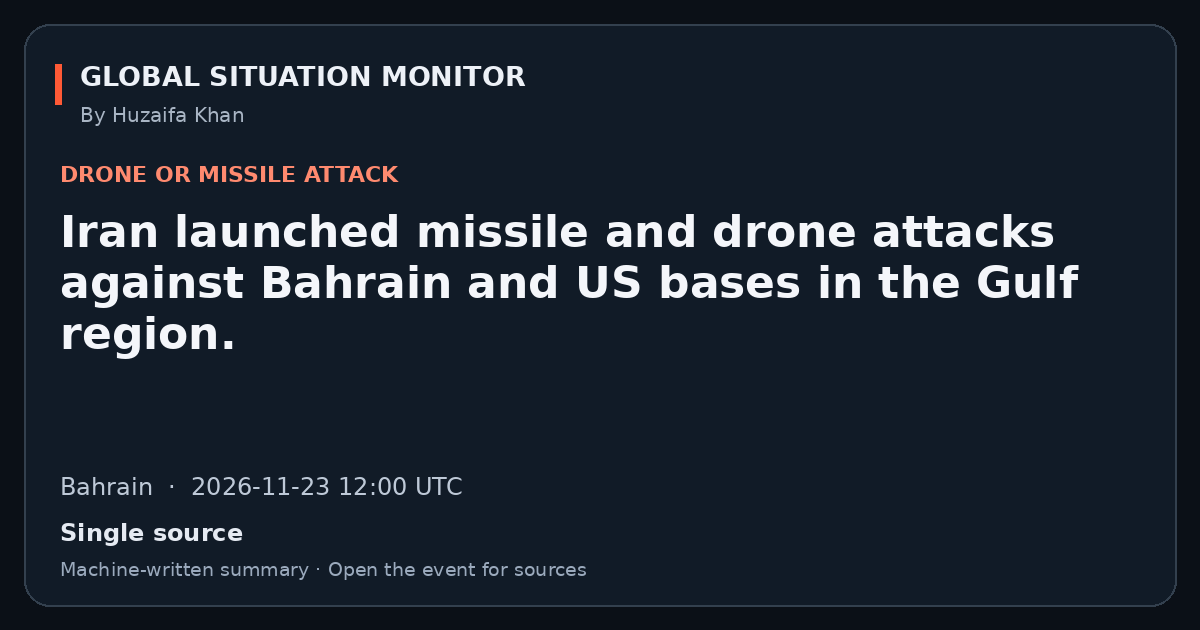 GLOBAL SITUATION MONITOR
By Huzaifa Khan
DRONE OR MISSILE ATTACK
Iran launched missile and drone attacks
against Bahrain and US bases in the Gulf
region.
Bahrain · 2026-11-23 12:00 UTC
Single source
Machine-written summary · Open the event for sources